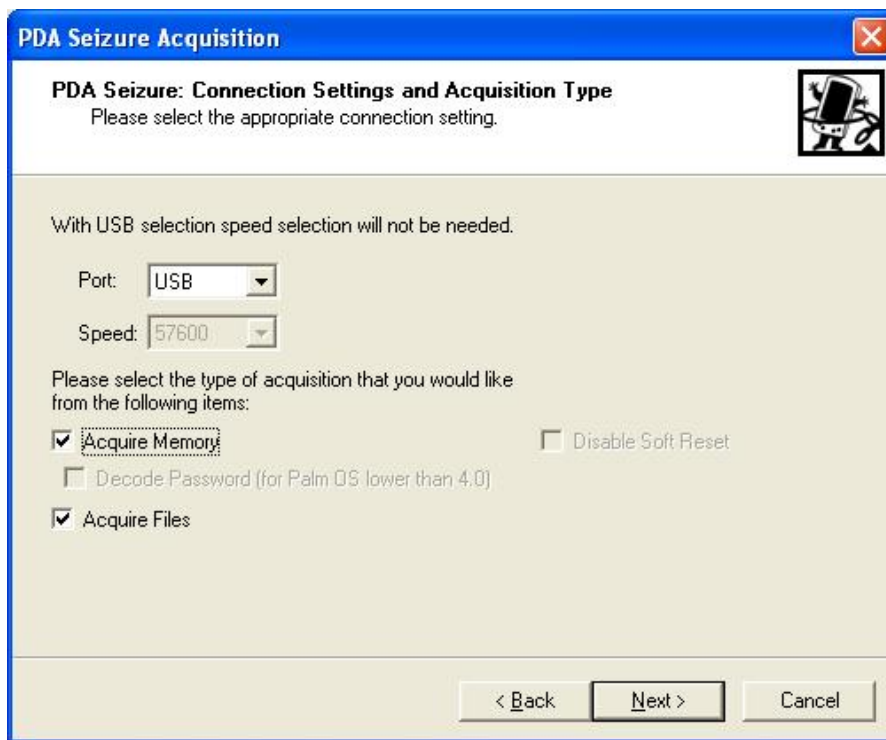 PDA Seizure Acquisition
PDA Seizure: Connection Settings and Acquisition Type
Please select the appropriate connection setting.
With USB selection speed selection will not be needed.
Port: USB
Speed: 57600
Please select the type of acquisition that you would like
from the following items:
Acquire Memory
Disable Soft Reset
Decode Password (for Palm OS lower than 4.0)
Acquire Files
< Back
Next >
Cancel